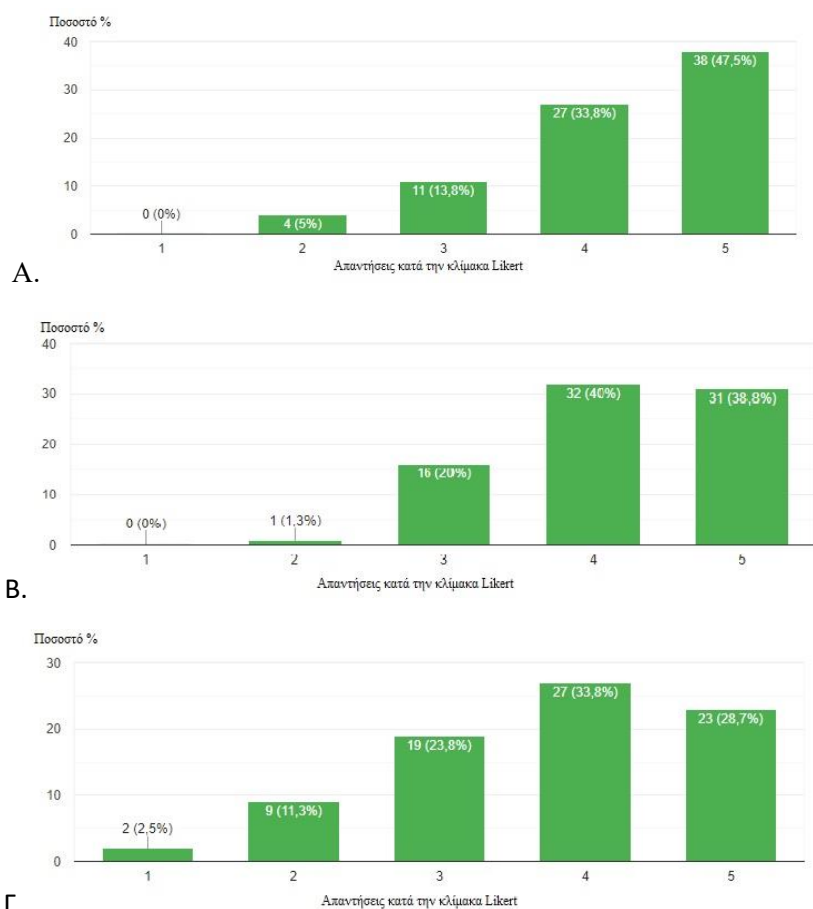 Ποσοστό %
40
38 (47,5%)
30
27 (33,8%)
20
10
11 (13,8%)
0 (0%)
4 (5%)
0
1 2 3 4 5
Απαντήσεις κατά την κλίμακα Likert
Α.
Ποσοστό %
40
32 (40%) 31 (38,8%)
30
20
16 (20%)
10
0 (0%) 1 (1,3%)
0
1 2 3 4 5
Απαντήσεις κατά την κλίμακα Likert
Β.
Ποσοστό %
30
27 (33,8%)
23 (28,7%)
20
19 (23,8%)
10
9 (11,3%)
2 (2,5%)
0
1 2 3 4 5
Απαντήσεις κατά την κλίμακα Likert
Γ